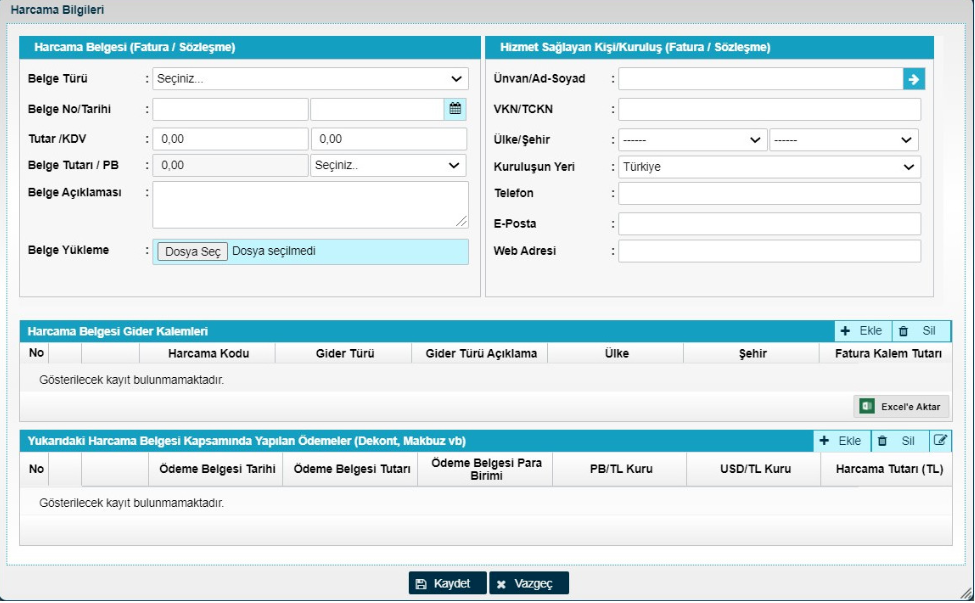 Harcama Bilgileri
Harcama Belgesi (Fatura / Sözleşme)
Belge Türü : Seçiniz...
Belge No/Tarihi :
Tutar /KDV : 0,00 0,00
Belge Tutarı / PB : 0,00 Seçiniz..
Belge Açıklaması :
Belge Yükleme : Dosya Seç Dosya seçilmedi
Hizmet Sağlayan Kişi/Kuruluş (Fatura / Sözleşme)
Ünvan/Ad-Soyad :
VKN/TCKN :
Ülke/Şehir : ------ ------
Kuruluşun Yeri : Türkiye
Telefon :
E-Posta :
Web Adresi :
Harcama Belgesi Gider Kalemleri + Ekle Sil
No Harcama Kodu Gider Türü Gider Türü Açıklama Ülke Şehir Fatura Kalem Tutarı
Gösterilecek kayıt bulunmamaktadır.
Excel'e Aktar
Yukarıdaki Harcama Belgesi Kapsamında Yapılan Ödemeler (Dekont, Makbuz vb) + Ekle Sil
No Ödeme Belgesi Tarihi Ödeme Belgesi Tutarı Ödeme Belgesi Para Birimi PB/TL Kuru USD/TL Kuru Harcama Tutarı (TL)
Gösterilecek kayıt bulunmamaktadır.
Kaydet Vazgeç